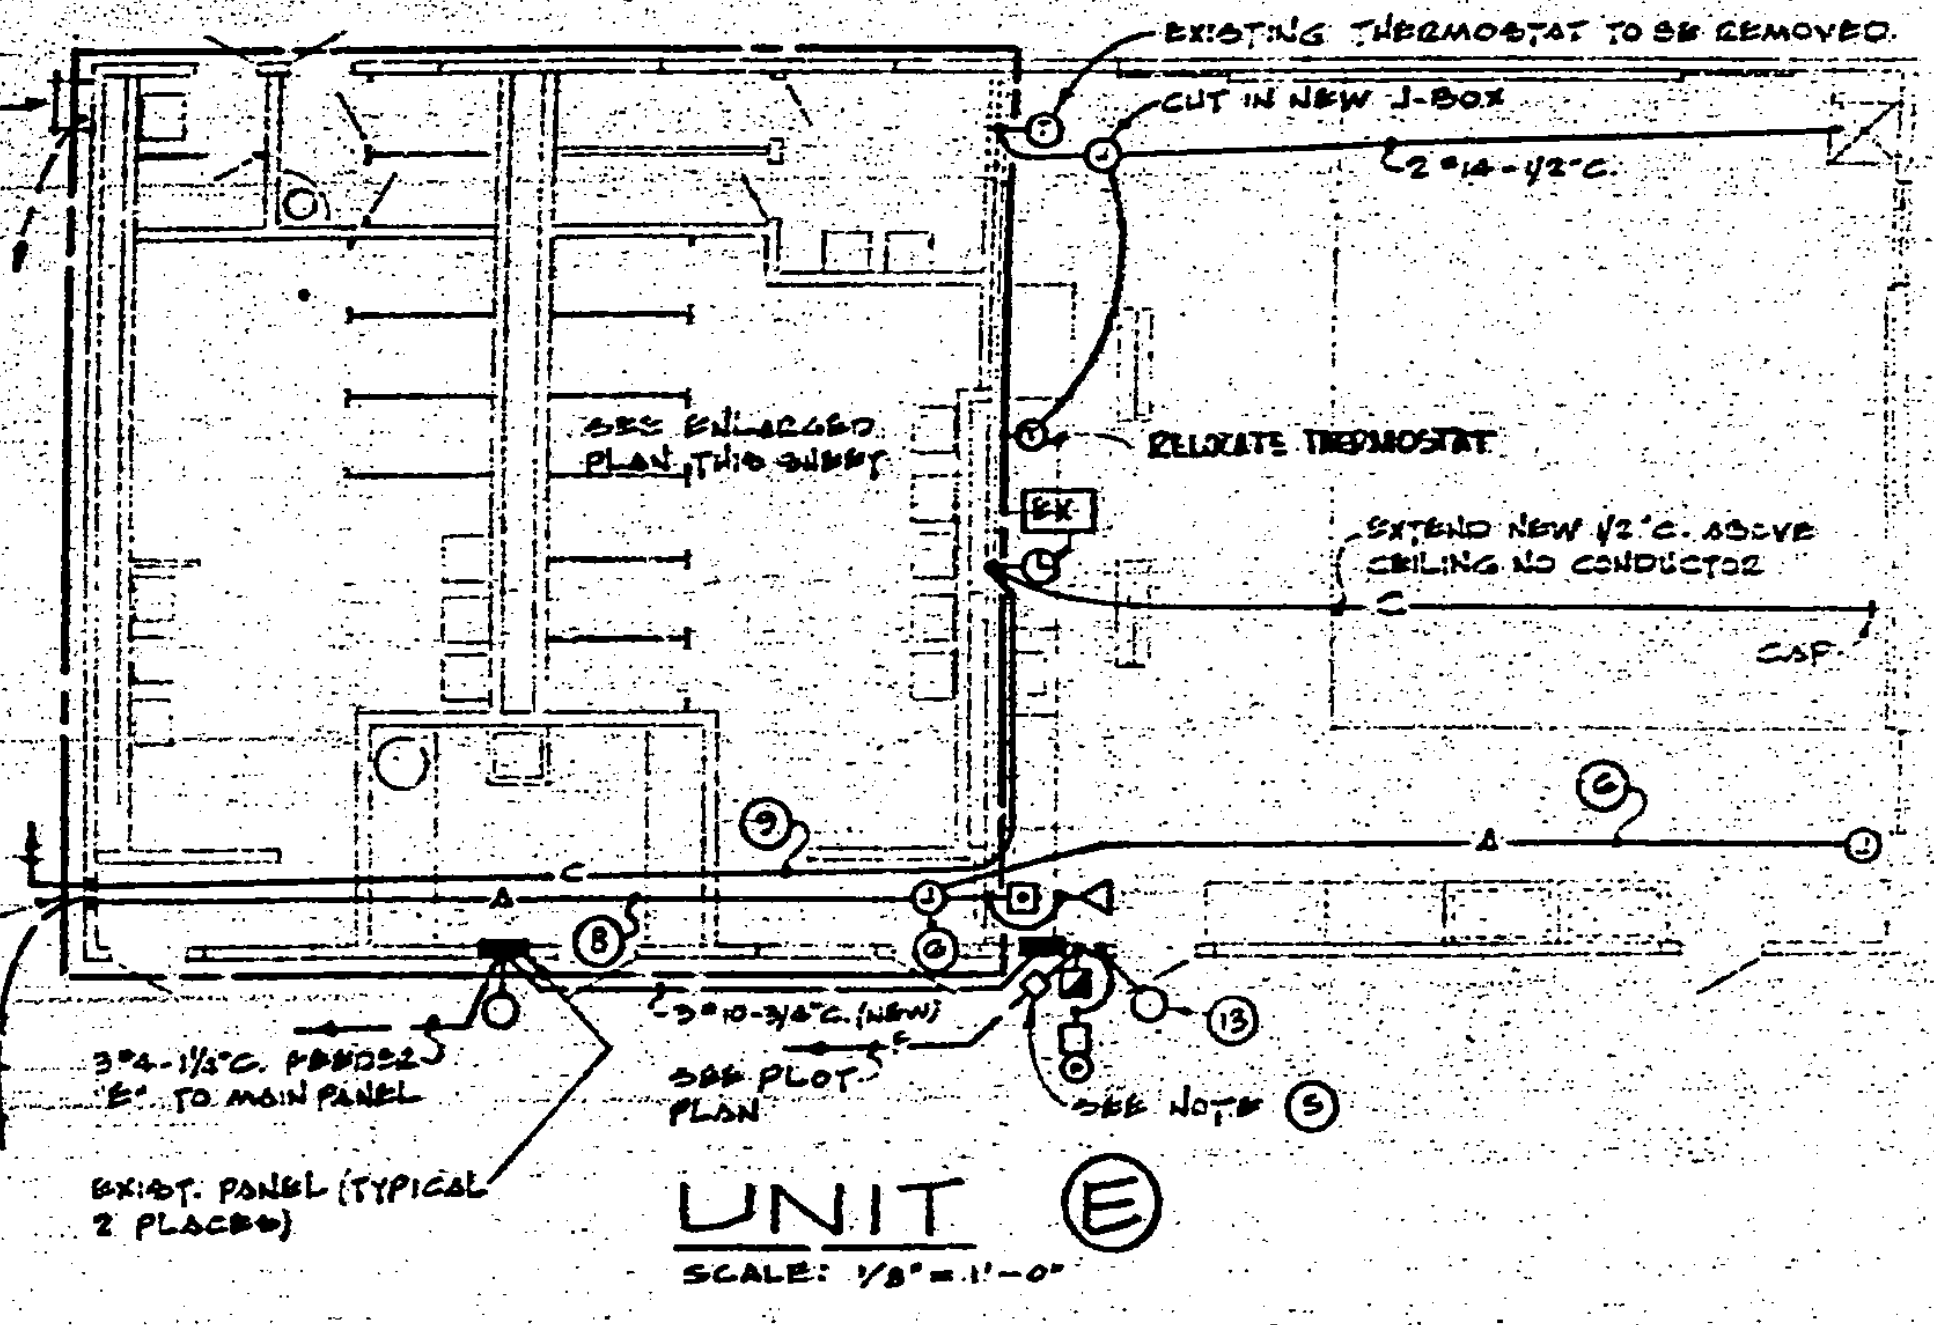 EXISTING THERMOSTAT TO BE REMOVED.
CUT IN NEW J-BOX
J
2 #14 - 1/2"C.
SEE ENLARGED
PLAN THIS SHEET
T
RELOCATE THERMOSTAT
EX
EXTEND NEW 1/2"C. ABOVE
CEILING NO CONDUCTOR
C
CAP
6
9
C
A
J
A
J
8
6
3 #10 - 3/4"C. (NEW)
13
F
3 #4 - 1 1/4"C. FEEDER
"E" TO MAIN PANEL
SEE PLOT
PLAN
SEE NOTE 5
EXIST. PANEL (TYPICAL
2 PLACES)
UNIT E
SCALE: 1/8" = 1'-0"